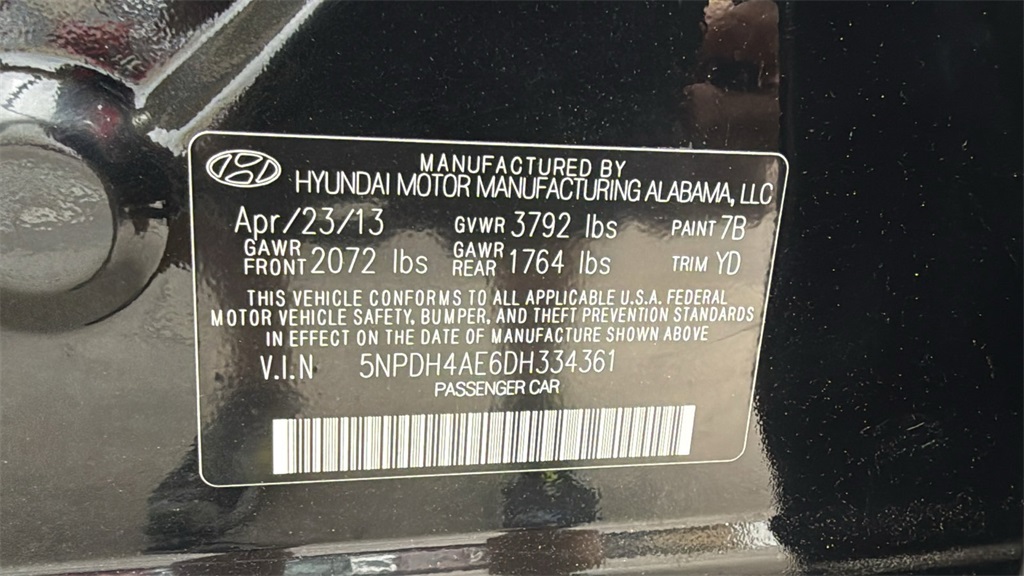 MANUFACTURED BY
HYUNDAI MOTOR MANUFACTURING ALABAMA, LLC
Apr/23/13 GVWR 3792 lbs PAINT 7B
GAWR FRONT 2072 lbs GAWR REAR 1764 lbs TRIM YD
THIS VEHICLE CONFORMS TO ALL APPLICABLE U.S.A. FEDERAL
MOTOR VEHICLE SAFETY, BUMPER, AND THEFT PREVENTION STANDARDS
IN EFFECT ON THE DATE OF MANUFACTURE SHOWN ABOVE
V.I.N 5NPDH4AE6DH334361
PASSENGER CAR